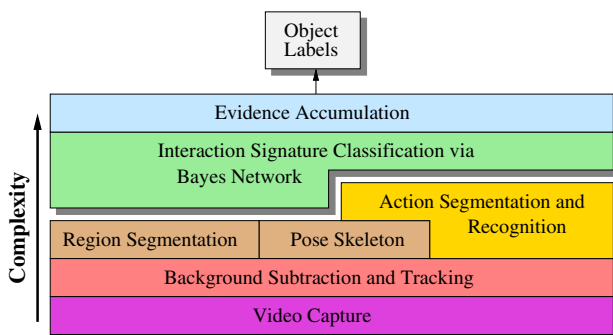 Object
Labels
Evidence Accumulation
Interaction Signature Classification via
Bayes Network
Action Segmentation and
Recognition
Region Segmentation
Pose Skeleton
Background Subtraction and Tracking
Video Capture
Complexity